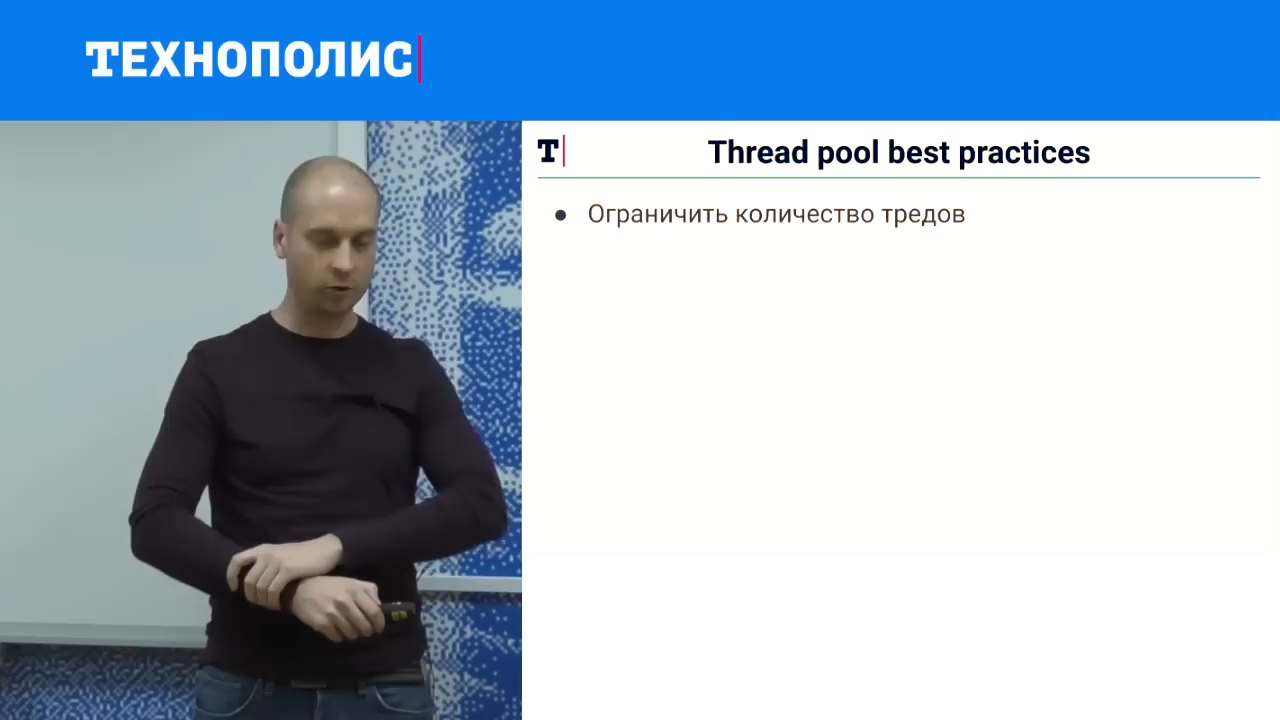 ТЕХНОПОЛИС
T
Thread pool best practices
● Ограничить количество тредов